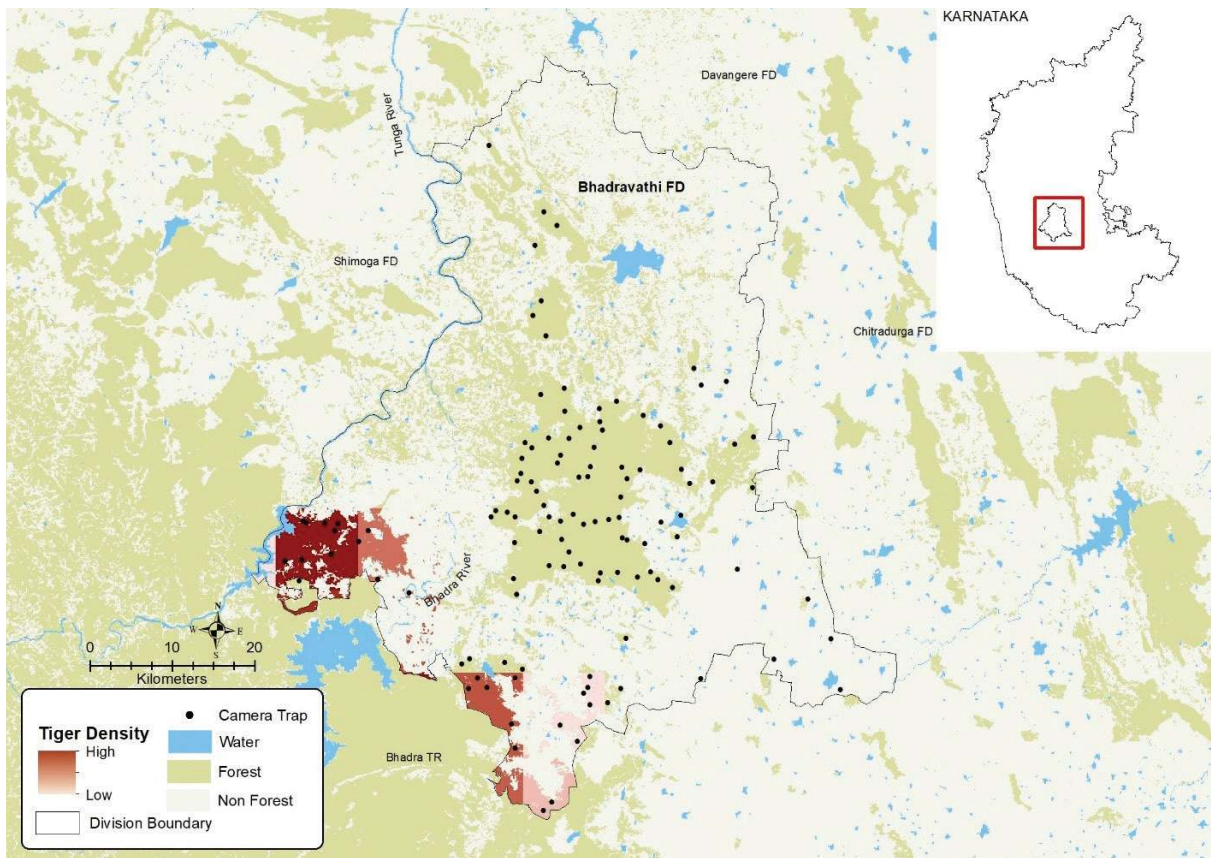 KARNATAKA
Davangere FD
Tunga River
Bhadravathi FD
Shimoga FD
Chitradurga FD
Bhadra River
N
W E
S
0 10 20
Kilometers
Bhadra TR
Tiger Density
High
Low
Division Boundary
Camera Trap
Water
Forest
Non Forest